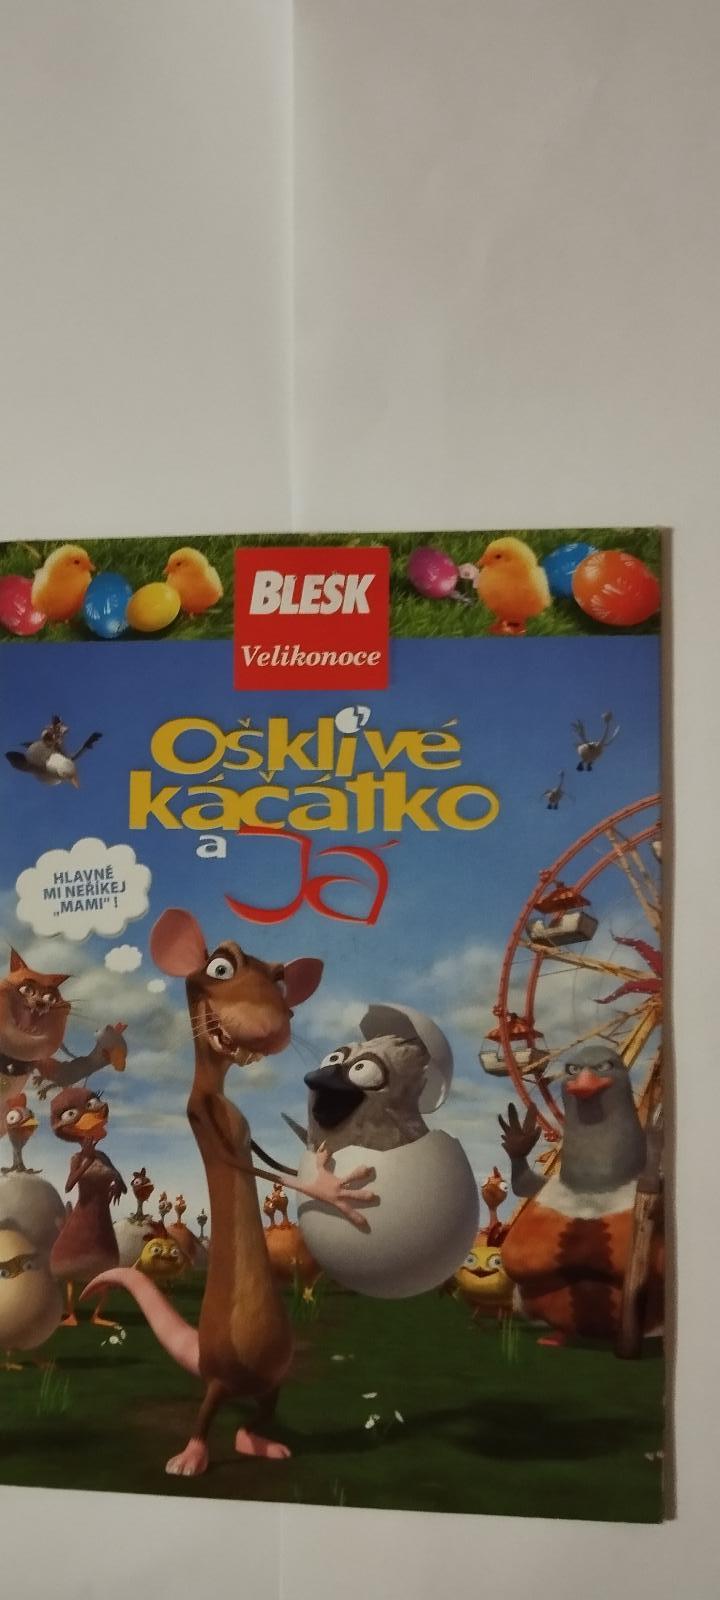 BLESK
Velikonoce
Ošklivé
káčátko
a
Já
HLAVNĚ
MI NEŘÍKEJ
„MAMI“!